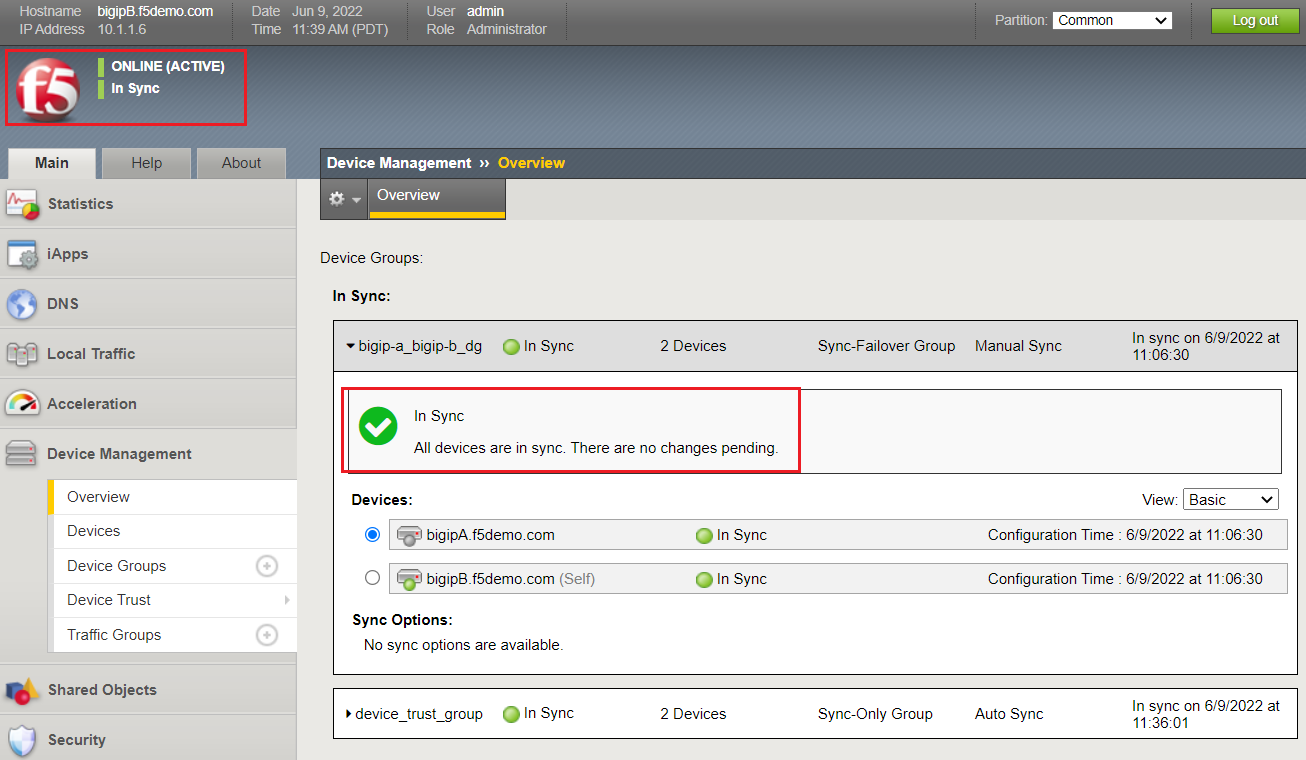 Hostname bigipB.f5demo.com Date Jun 9, 2022 User admin
IP Address 10.1.1.6 Time 11:39 AM (PDT) Role Administrator
Partition: Common Log out
f5 ONLINE (ACTIVE)
In Sync
Main Help About
Device Management ›› Overview
Overview
Statistics
iApps
DNS
Local Traffic
Acceleration
Device Management
Overview
Devices
Device Groups
Device Trust
Traffic Groups
Shared Objects
Security
Device Groups:
In Sync:
bigip-a_bigip-b_dg In Sync 2 Devices Sync-Failover Group Manual Sync In sync on 6/9/2022 at
11:06:30
In Sync
All devices are in sync. There are no changes pending.
Devices: View: Basic
bigipA.f5demo.com In Sync Configuration Time : 6/9/2022 at 11:06:30
bigipB.f5demo.com (Self) In Sync Configuration Time : 6/9/2022 at 11:06:30
Sync Options:
No sync options are available.
device_trust_group In Sync 2 Devices Sync-Only Group Auto Sync In sync on 6/9/2022 at
11:36:01